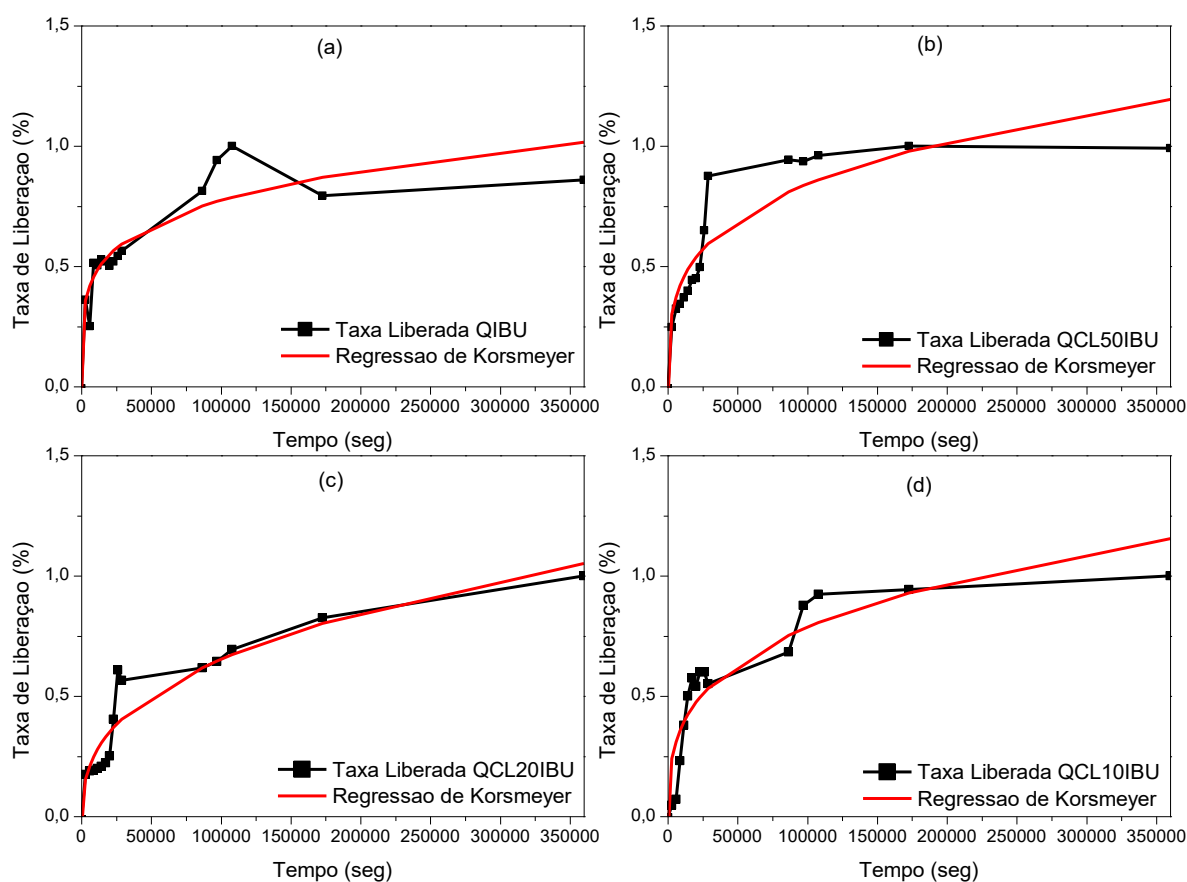 (a)
1,5
1,0
0,5
0,0
Taxa de Liberaçao (%)
Taxa Liberada QIBU
Regressao de Korsmeyer
0 50000 100000 150000 200000 250000 300000 350000
Tempo (seg)
(b)
1,5
1,0
0,5
0,0
Taxa de Liberaçao (%)
Taxa Liberada QCL50IBU
Regressao de Korsmeyer
0 50000 100000 150000 200000 250000 300000 350000
Tempo (seg)
(c)
1,5
1,0
0,5
0,0
Taxa de Liberaçao (%)
Taxa Liberada QCL20IBU
Regressao de Korsmeyer
0 50000 100000 150000 200000 250000 300000 350000
Tempo (seg)
(d)
1,5
1,0
0,5
0,0
Taxa de Liberaçao (%)
Taxa Liberada QCL10IBU
Regressao de Korsmeyer
0 50000 100000 150000 200000 250000 300000 350000
Tempo (seg)